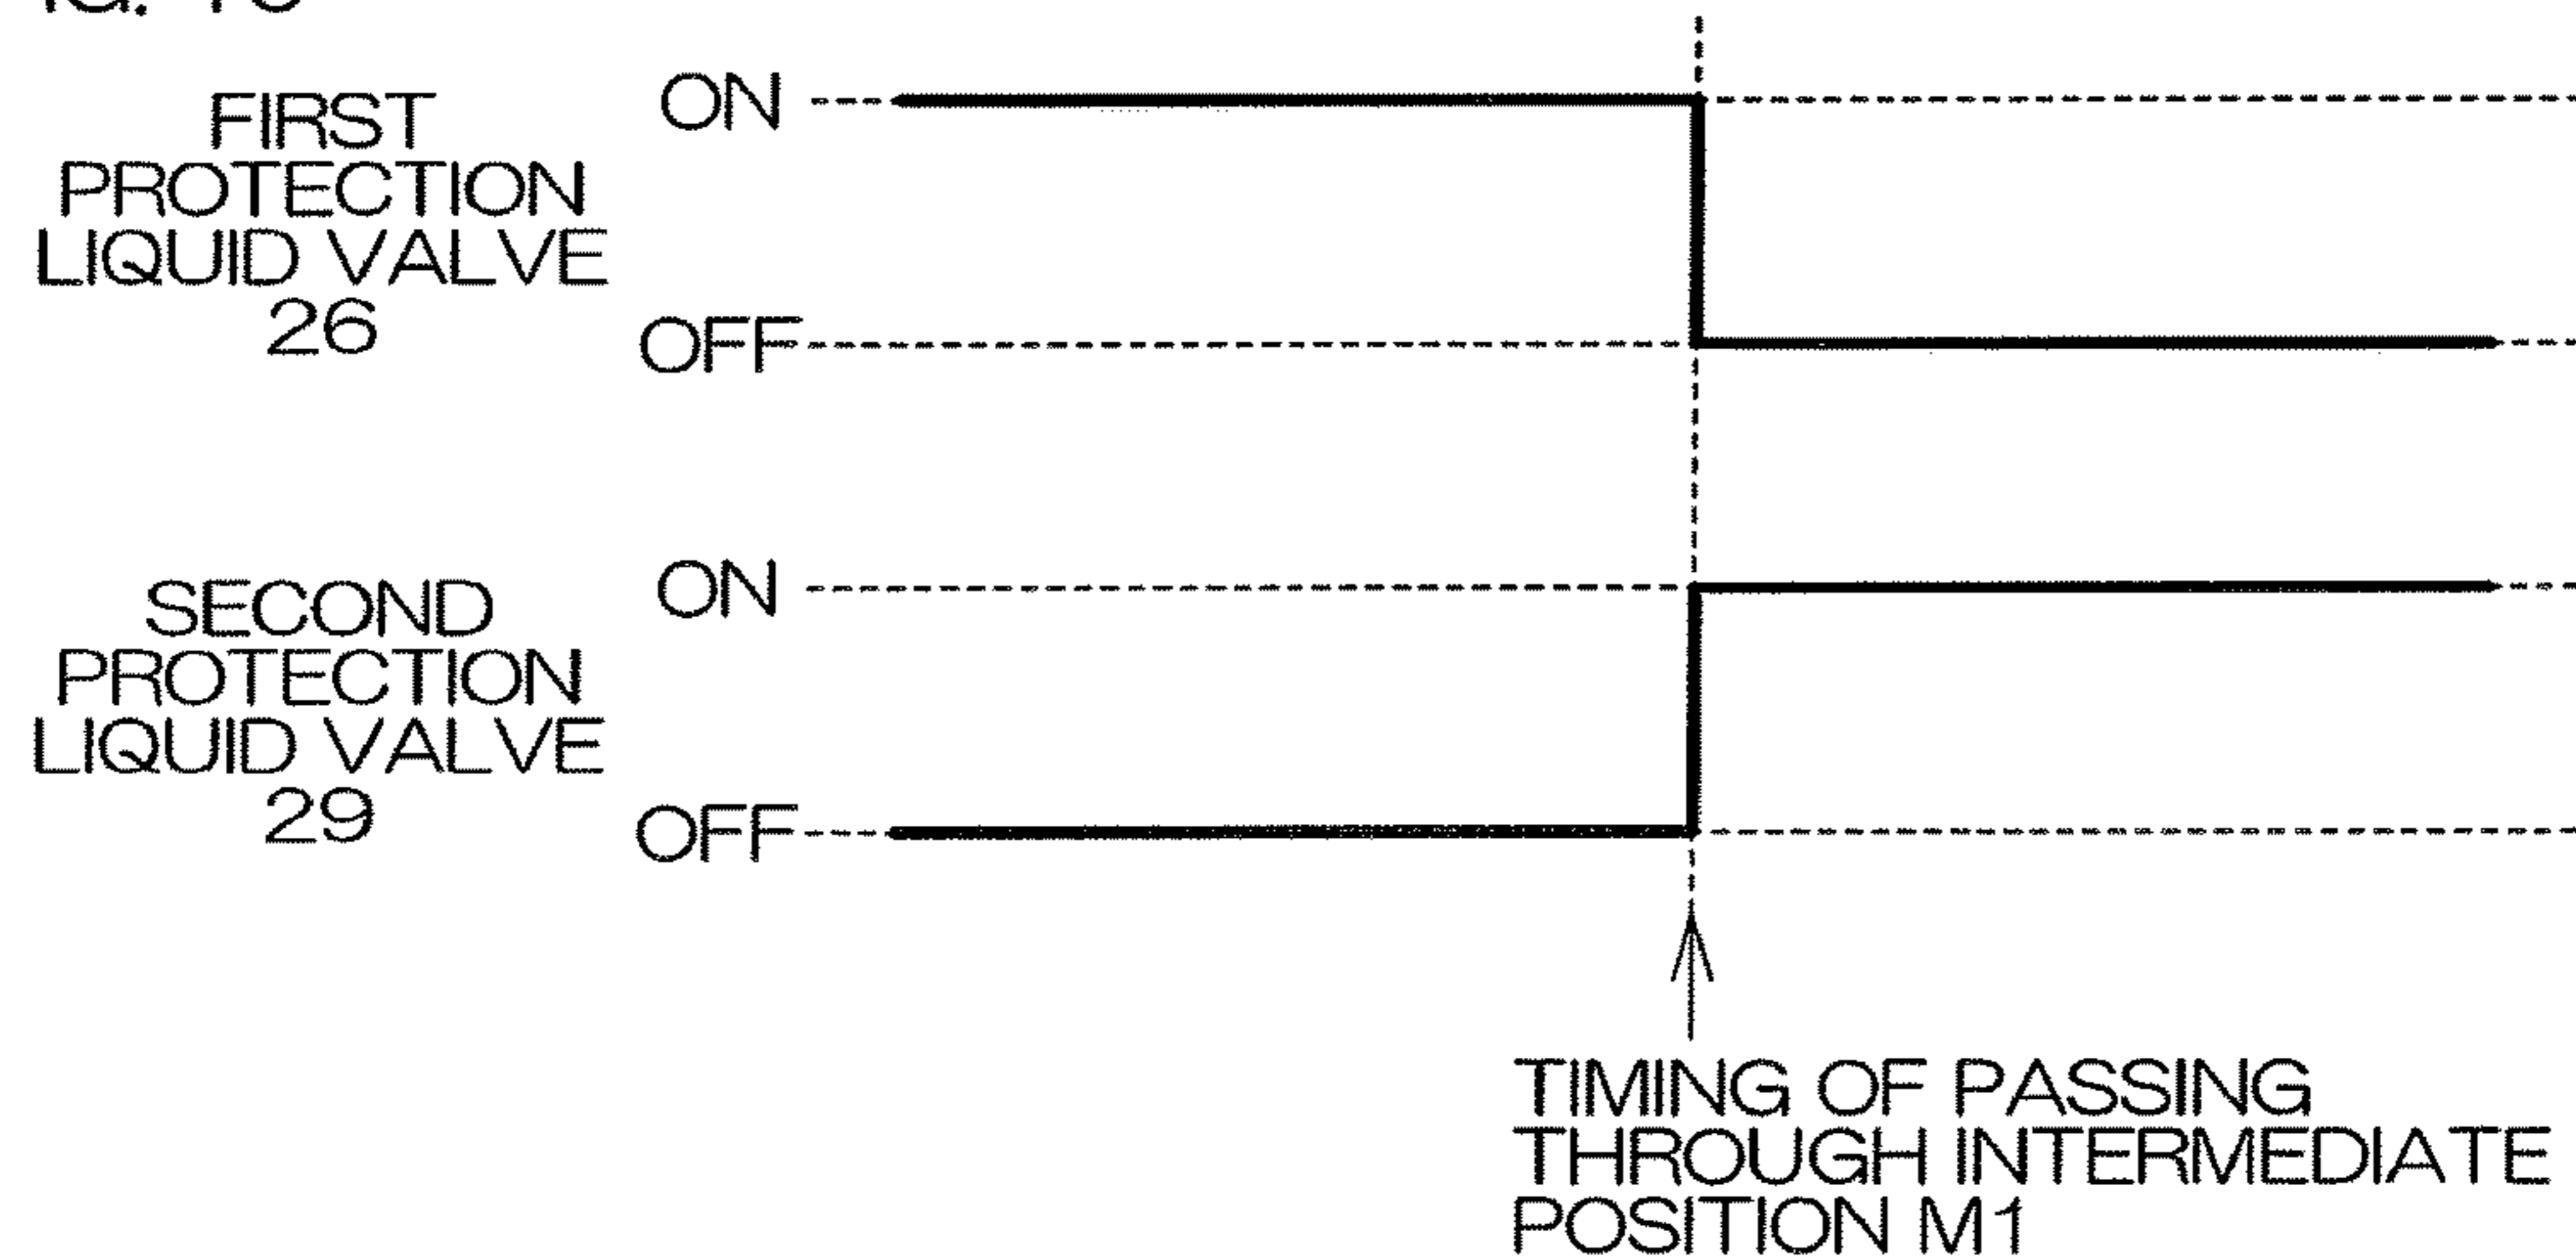 FIRST
PROTECTION
LIQUID VALVE
26
ON
OFF
SECOND
PROTECTION
LIQUID VALVE
29
ON
OFF
TIMING OF PASSING
THROUGH INTERMEDIATE
POSITION M1